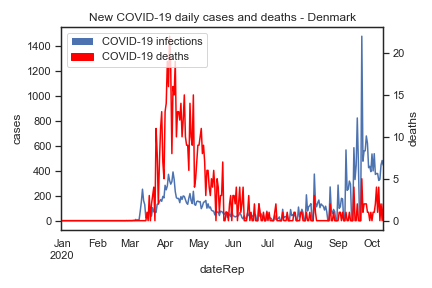 New COVID-19 daily cases and deaths - Denmark
COVID-19 infections
COVID-19 deaths
1400
1200
1000
800
600
400
200
0
cases
20
15
10
5
0
deaths
Jan Feb Mar Apr May Jun Jul Aug Sep Oct
2020
dateRep